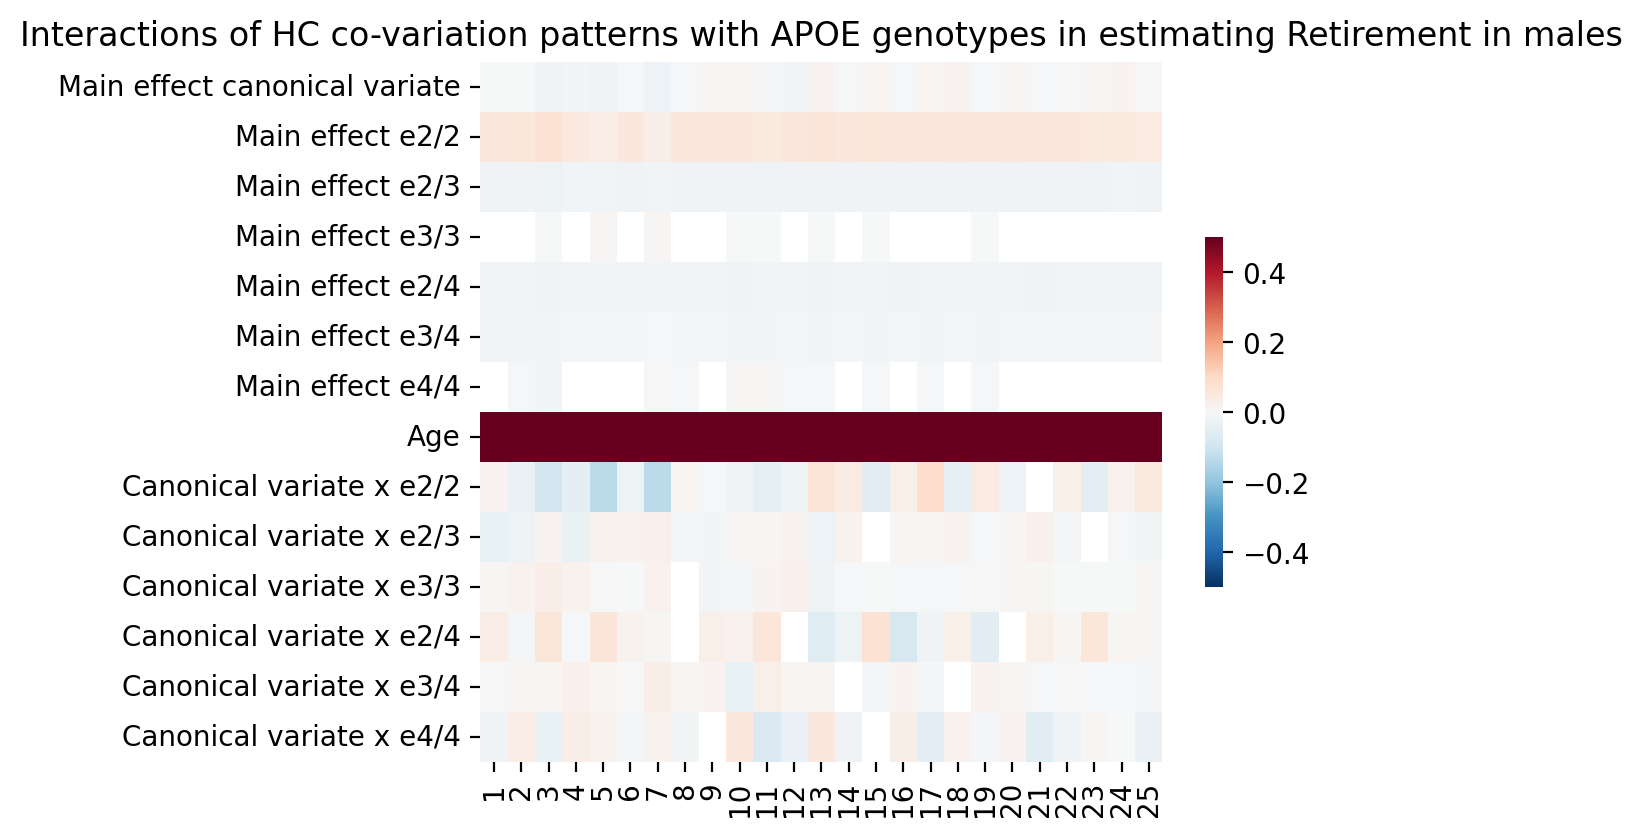 Interactions of HC co-variation patterns with APOE genotypes in estimating Retirement in males
Main effect canonical variate
Main effect e2/2
Main effect e2/3
Main effect e3/3
Main effect e2/4
Main effect e3/4
Main effect e4/4
Age
Canonical variate x e2/2
Canonical variate x e2/3
Canonical variate x e3/3
Canonical variate x e2/4
Canonical variate x e3/4
Canonical variate x e4/4
1 2 3 4 5 6 7 8 9 10 11 12 13 14 15 16 17 18 19 20 21 22 23 24 25
0.4
0.2
0.0
−0.2
−0.4